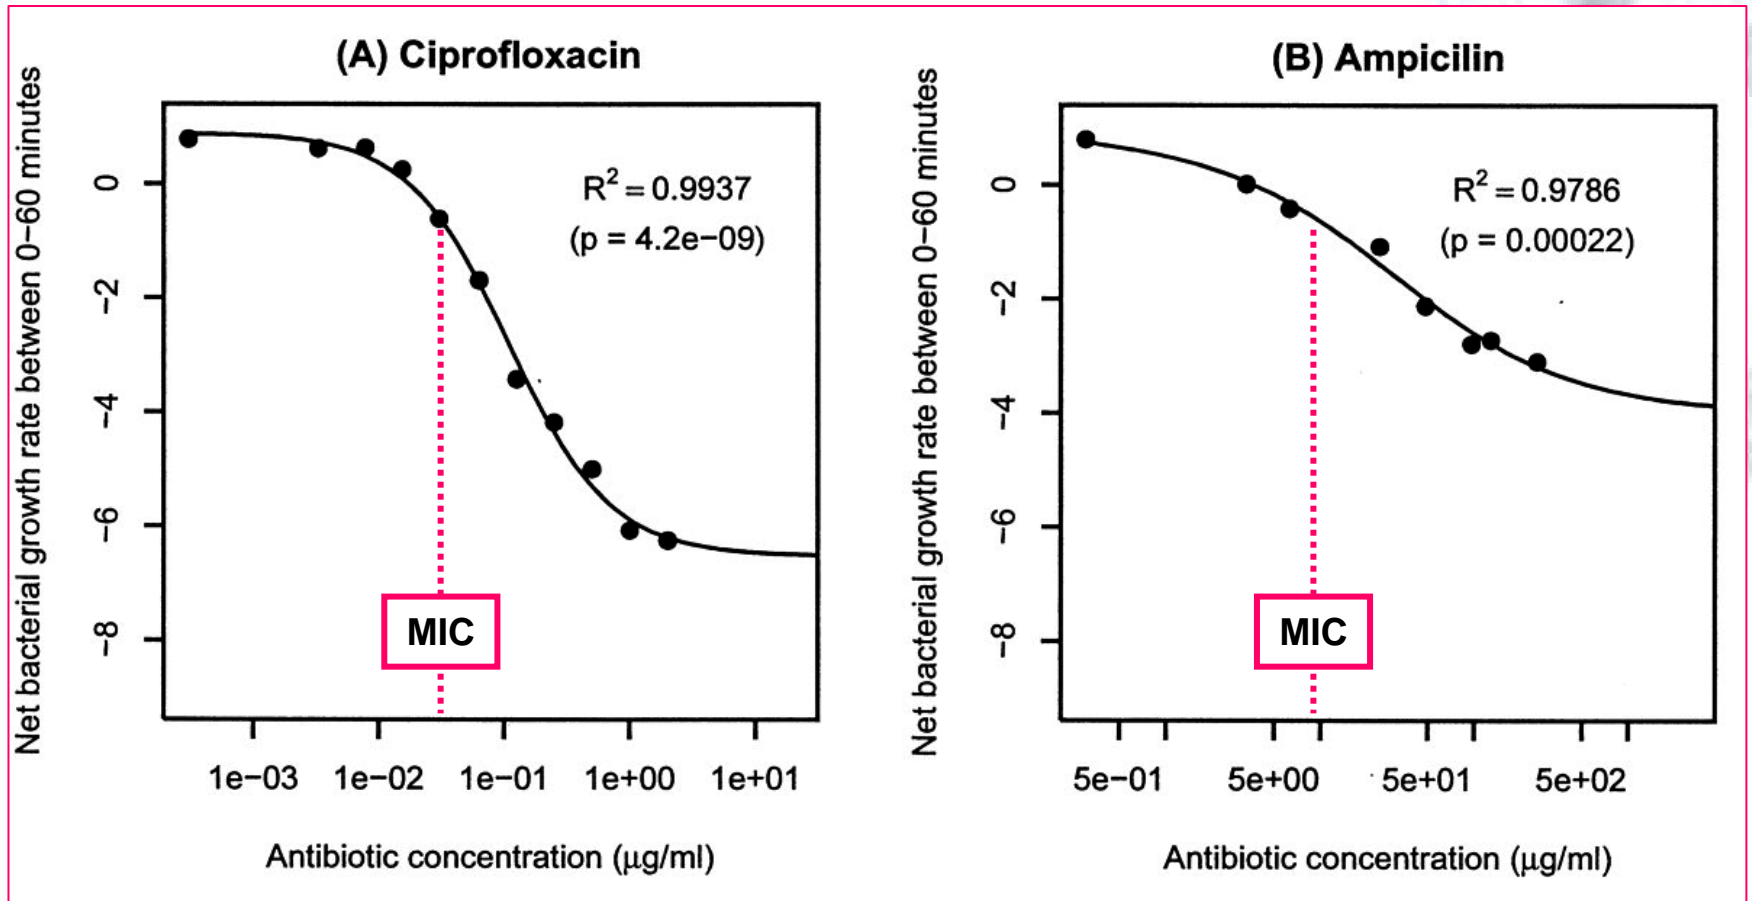 (A) Ciprofloxacin
Net bacterial growth rate between 0−60 minutes
0
−2
−4
−6
−8
R² = 0.9937
(p = 4.2e−09)
MIC
1e−03 1e−02 1e−01 1e+00 1e+01
Antibiotic concentration (μg/ml)
(B) Ampicilin
Net bacterial growth rate between 0−60 minutes
0
−2
−4
−6
−8
R² = 0.9786
(p = 0.00022)
MIC
5e−01 5e+00 5e+01 5e+02
Antibiotic concentration (μg/ml)